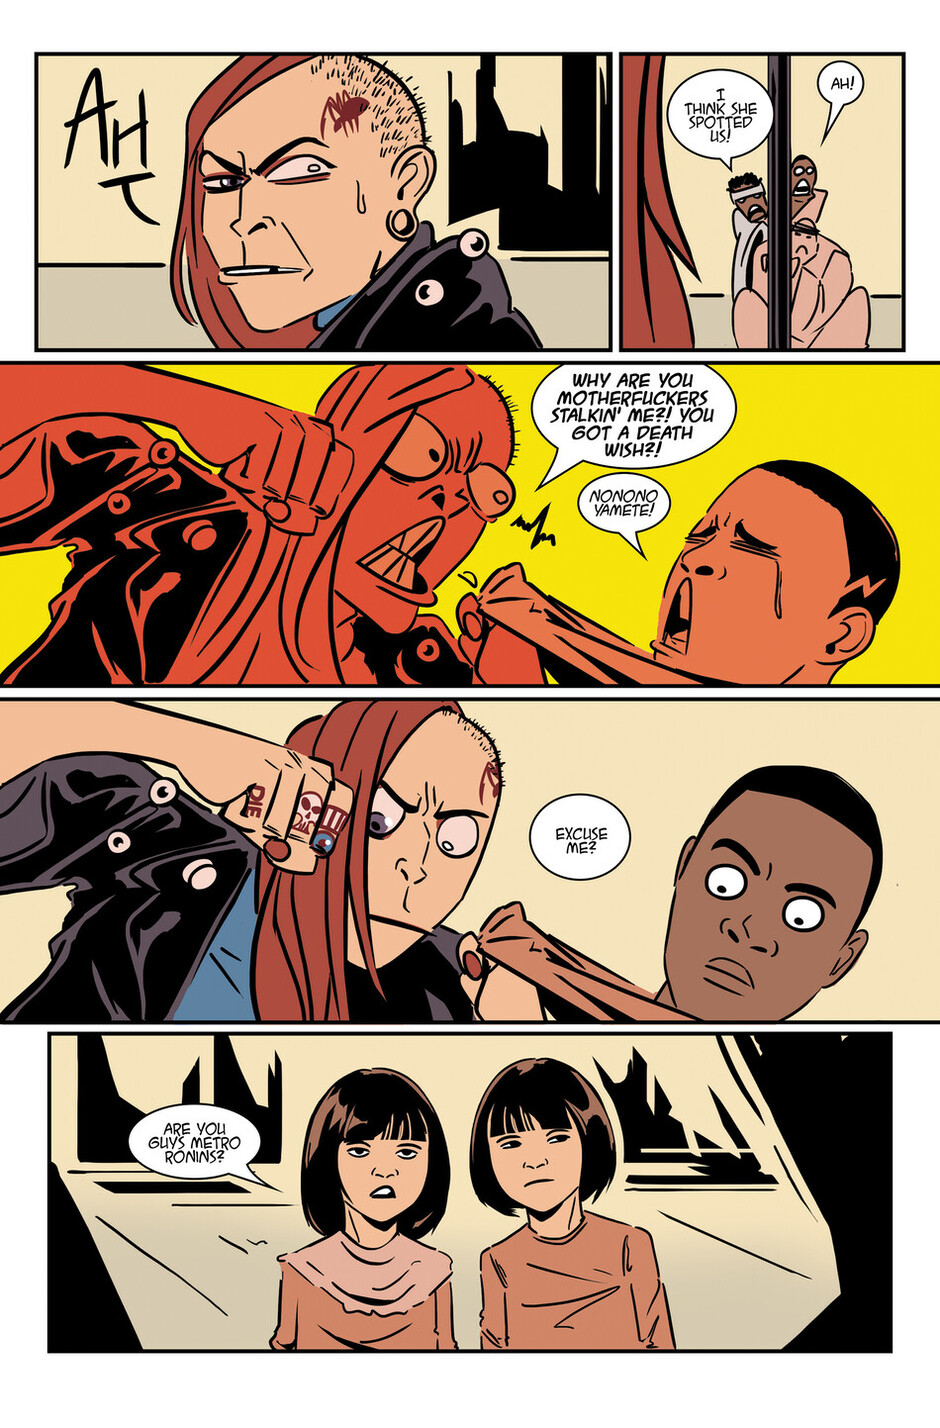 AH
I
THINK SHE
SPOTTED
US!
AH!
WHY ARE YOU
MOTHERFUCKERS
STALKIN' ME?! YOU
GOT A DEATH
WISH?!
NONONO
YAMETE!
DIE
EXCUSE
ME?
ARE YOU
GUYS METRO
RONINS?